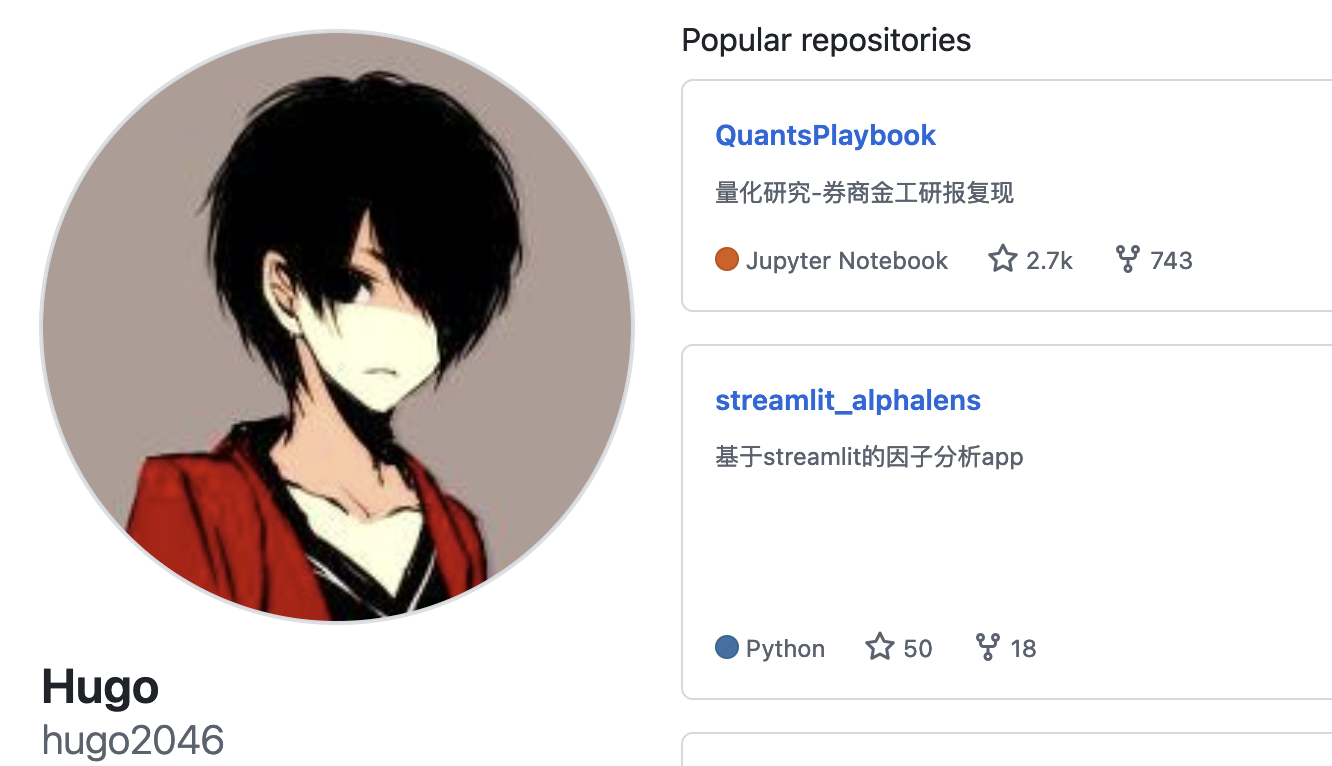 Popular repositories
QuantsPlaybook
量化研究-券商金工研报复现
Jupyter Notebook 2.7k 743
streamlit_alphalens
基于streamlit的因子分析app
Python 50 18
Hugo
hugo2046